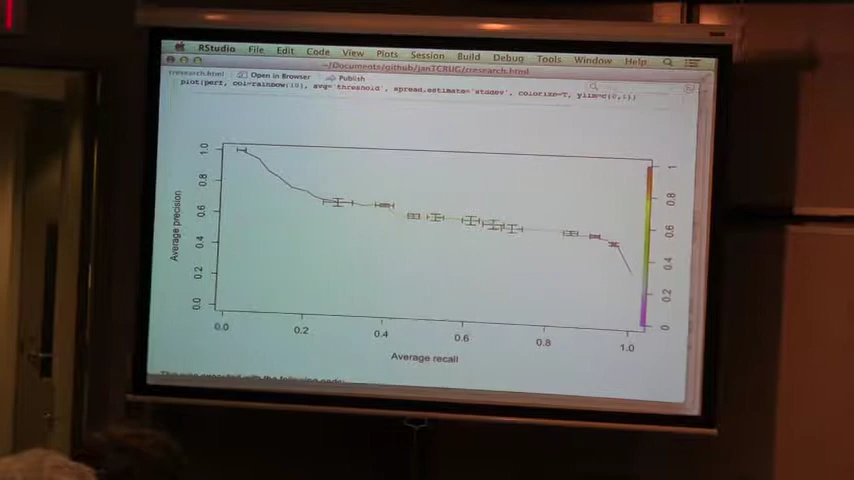 RStudio File Edit Code View Plots Session Build Debug Tools Window Help
~/Documents/github/janTCRUG/rresearch.html
rresearch.html Open in Browser Publish
plot(perf, col=rainbow(10), avg='threshold', spread.estimate='stddev', colorize=T, ylim=c(0,1))
Average precision
0.0 0.2 0.4 0.6 0.8 1.0
0.0 0.2 0.4 0.6 0.8 1.0
Average recall
0 0.2 0.4 0.6 0.8 1